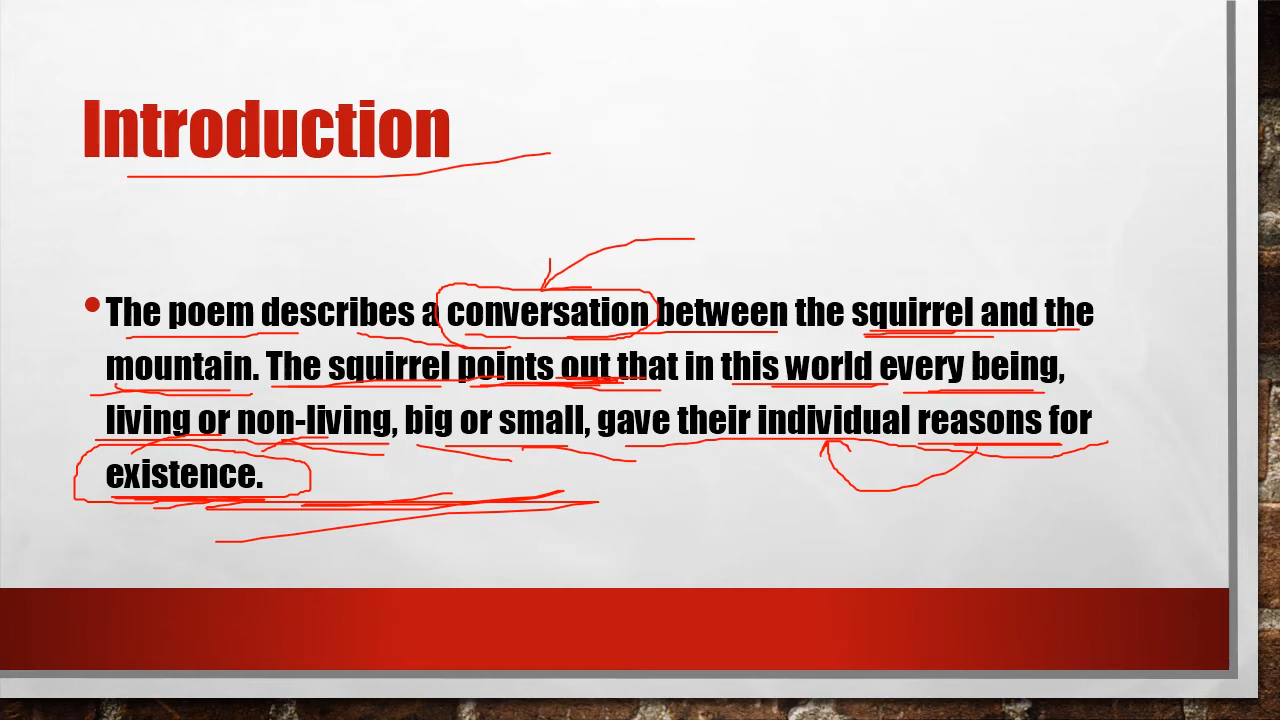 Introduction
•The poem describes a conversation between the squirrel and the
mountain. The squirrel points out that in this world every being,
living or non-living, big or small, gave their individual reasons for
existence.